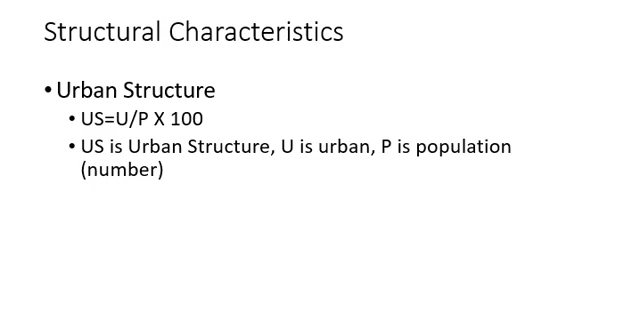 Structural Characteristics
• Urban Structure
• US=U/P X 100
• US is Urban Structure, U is urban, P is population
(number)